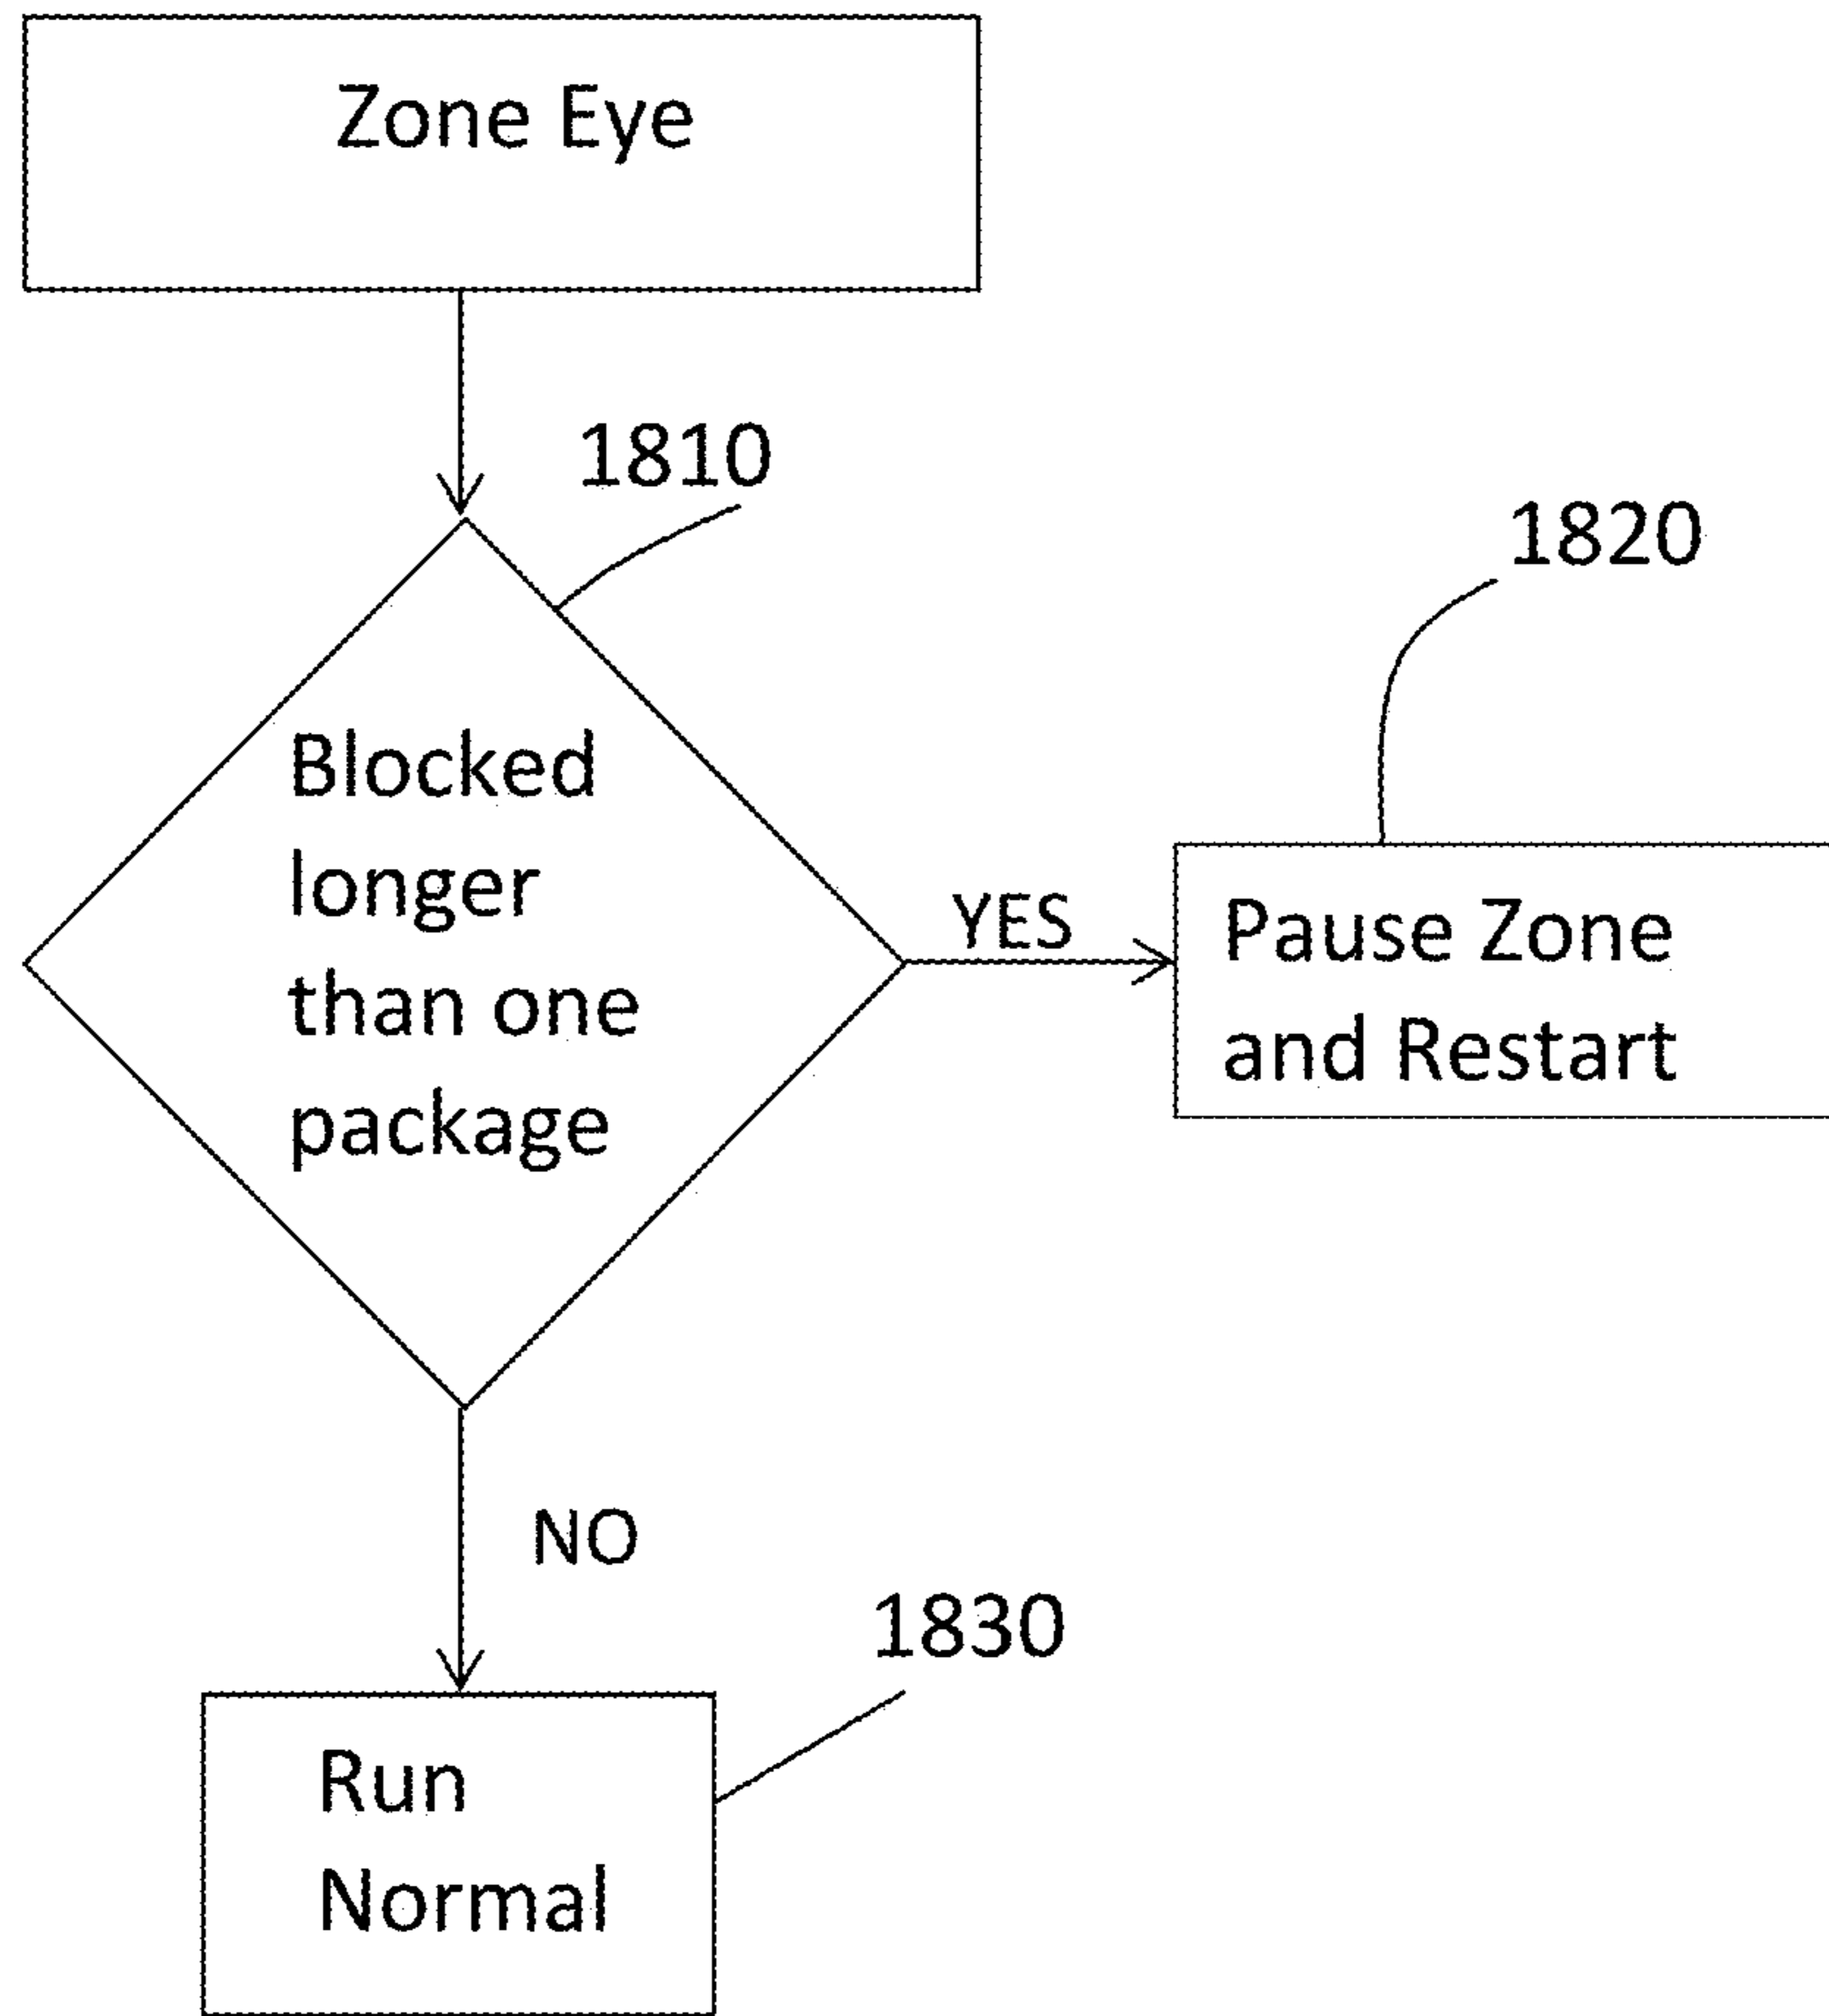 Zone Eye
1810
1820
Blocked
longer
than one
package
YES
Pause Zone
and Restart
NO
1830
Run
Normal